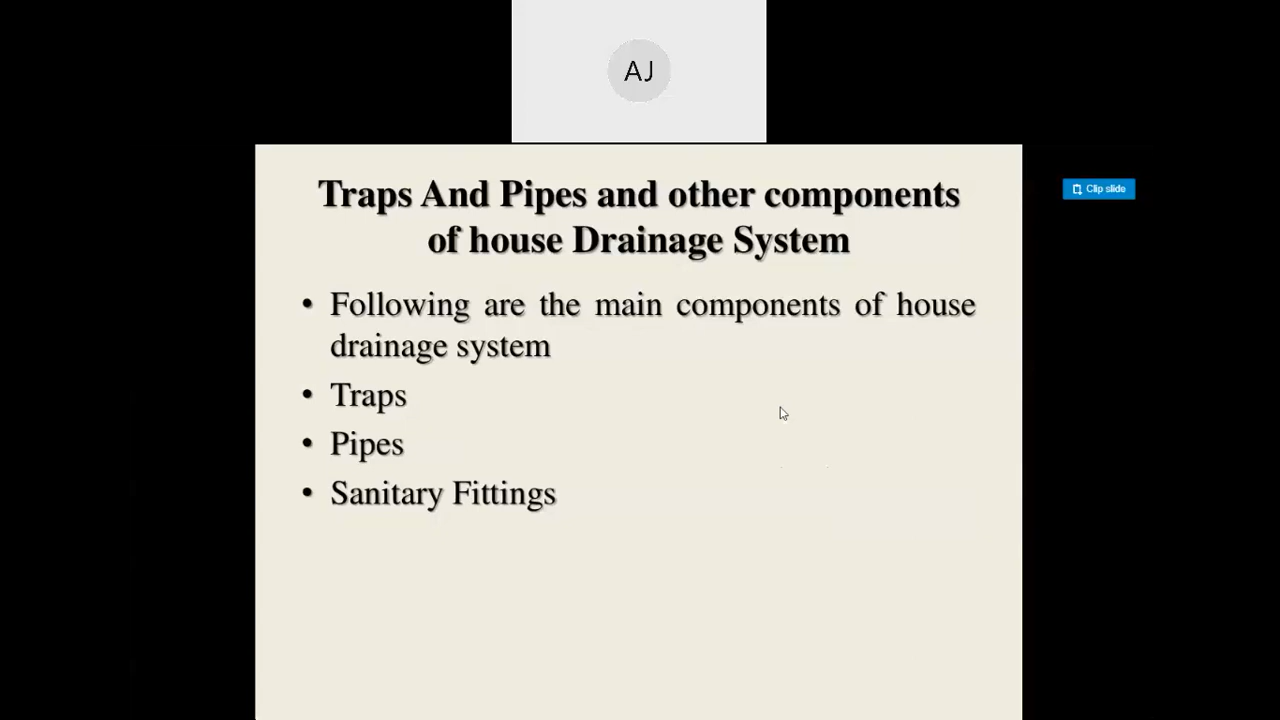 AJ
Clip slide
Traps And Pipes and other components
of house Drainage System
• Following are the main components of house
drainage system
• Traps
• Pipes
• Sanitary Fittings